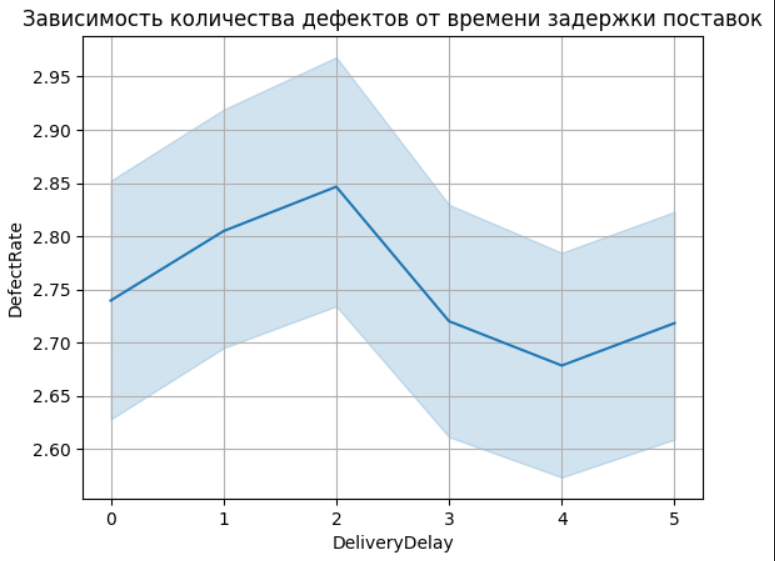 Зависимость количества дефектов от времени задержки поставок
2.95
2.90
2.85
2.80
2.75
2.70
2.65
2.60
DefectRate
0 1 2 3 4 5
DeliveryDelay